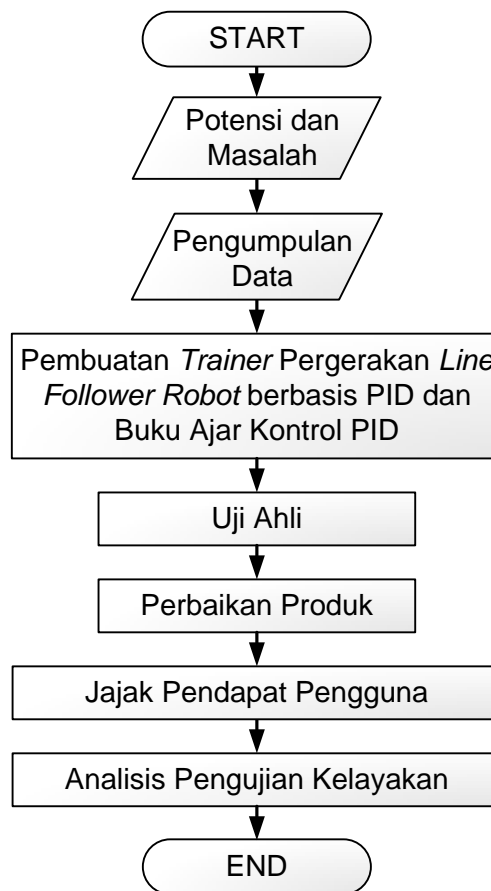 START
Potensi dan
Masalah
Pengumpulan
Data
Pembuatan Trainer Pergerakan Line
Follower Robot berbasis PID dan
Buku Ajar Kontrol PID
Uji Ahli
Perbaikan Produk
Jajak Pendapat Pengguna
Analisis Pengujian Kelayakan
END